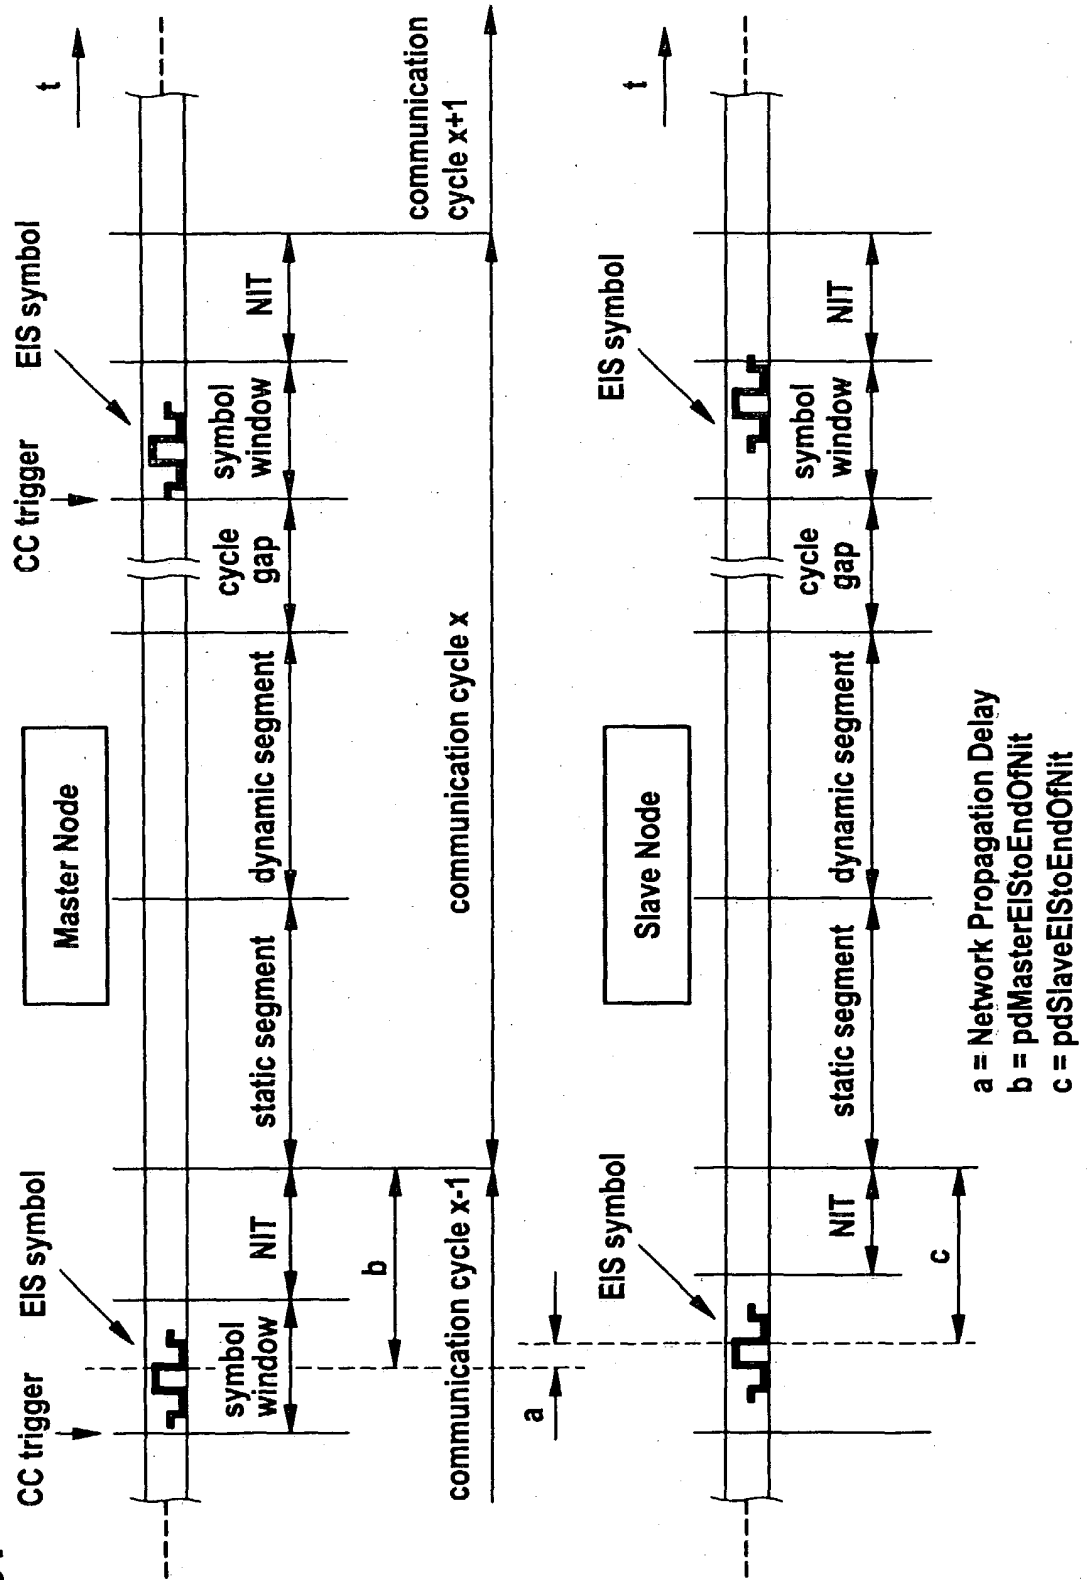 t
CC trigger
EIS symbol
CC trigger
EIS symbol
Master Node
symbol
window
NIT
static segment
dynamic segment
cycle
gap
symbol
window
NIT
b
communication cycle x-1
communication cycle x
communication
cycle x+1
a
t
EIS symbol
EIS symbol
Slave Node
NIT
static segment
dynamic segment
cycle
gap
symbol
window
NIT
c
a = Network Propagation Delay
b = pdMasterEIStoEndOfNit
c = pdSlaveEIStoEndOfNit